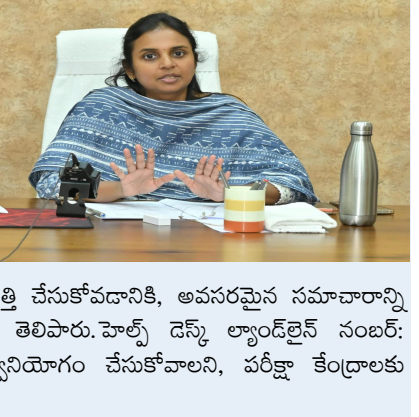 త్తి చేసుకోవడానికి, అవసరమైన సమాచారాన్ని
తెలిపారు.హెల్ప్ డెస్క్ ల్యాండ్‌లైన్ నంబర్:
వినియోగం చేసుకోవాలని, పరీక్షా కేంద్రాలకు